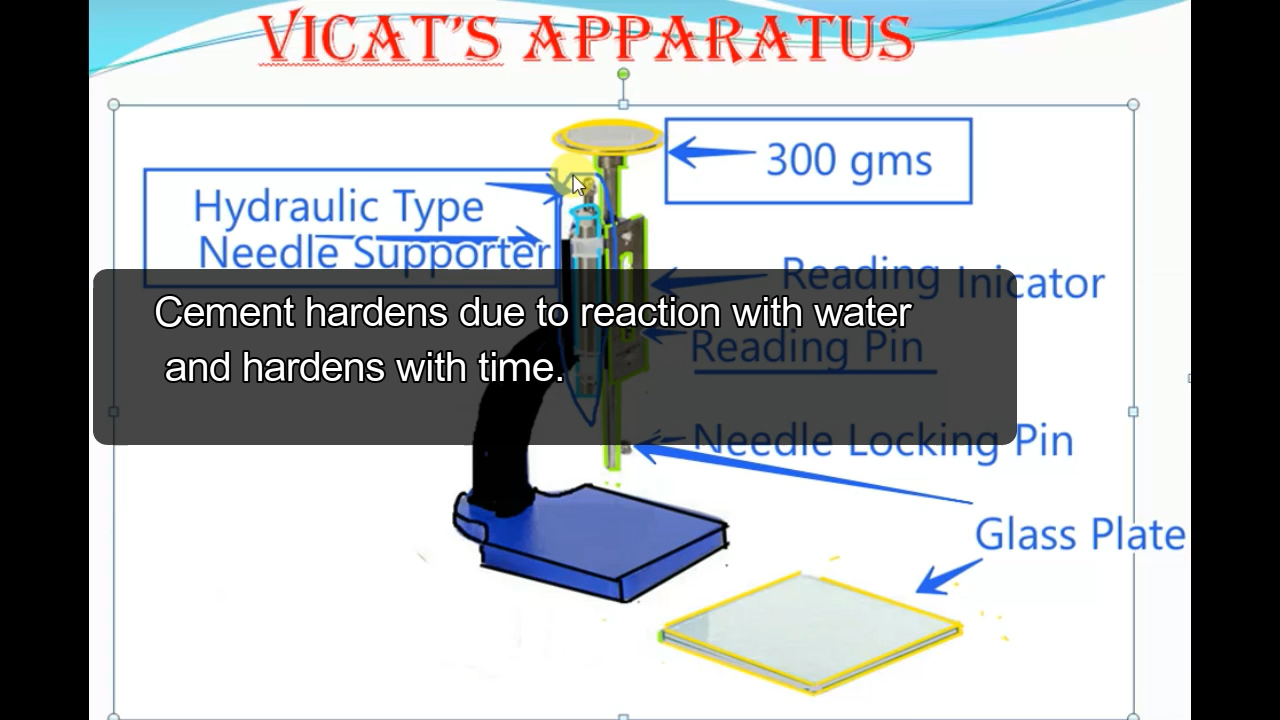 VICAT'S APPARATUS
300 gms
Hydraulic Type
Needle Supporter
Reading Inicator
Cement hardens due to reaction with water
and hardens with time.
Reading Pin
Needle Locking Pin
Glass Plate